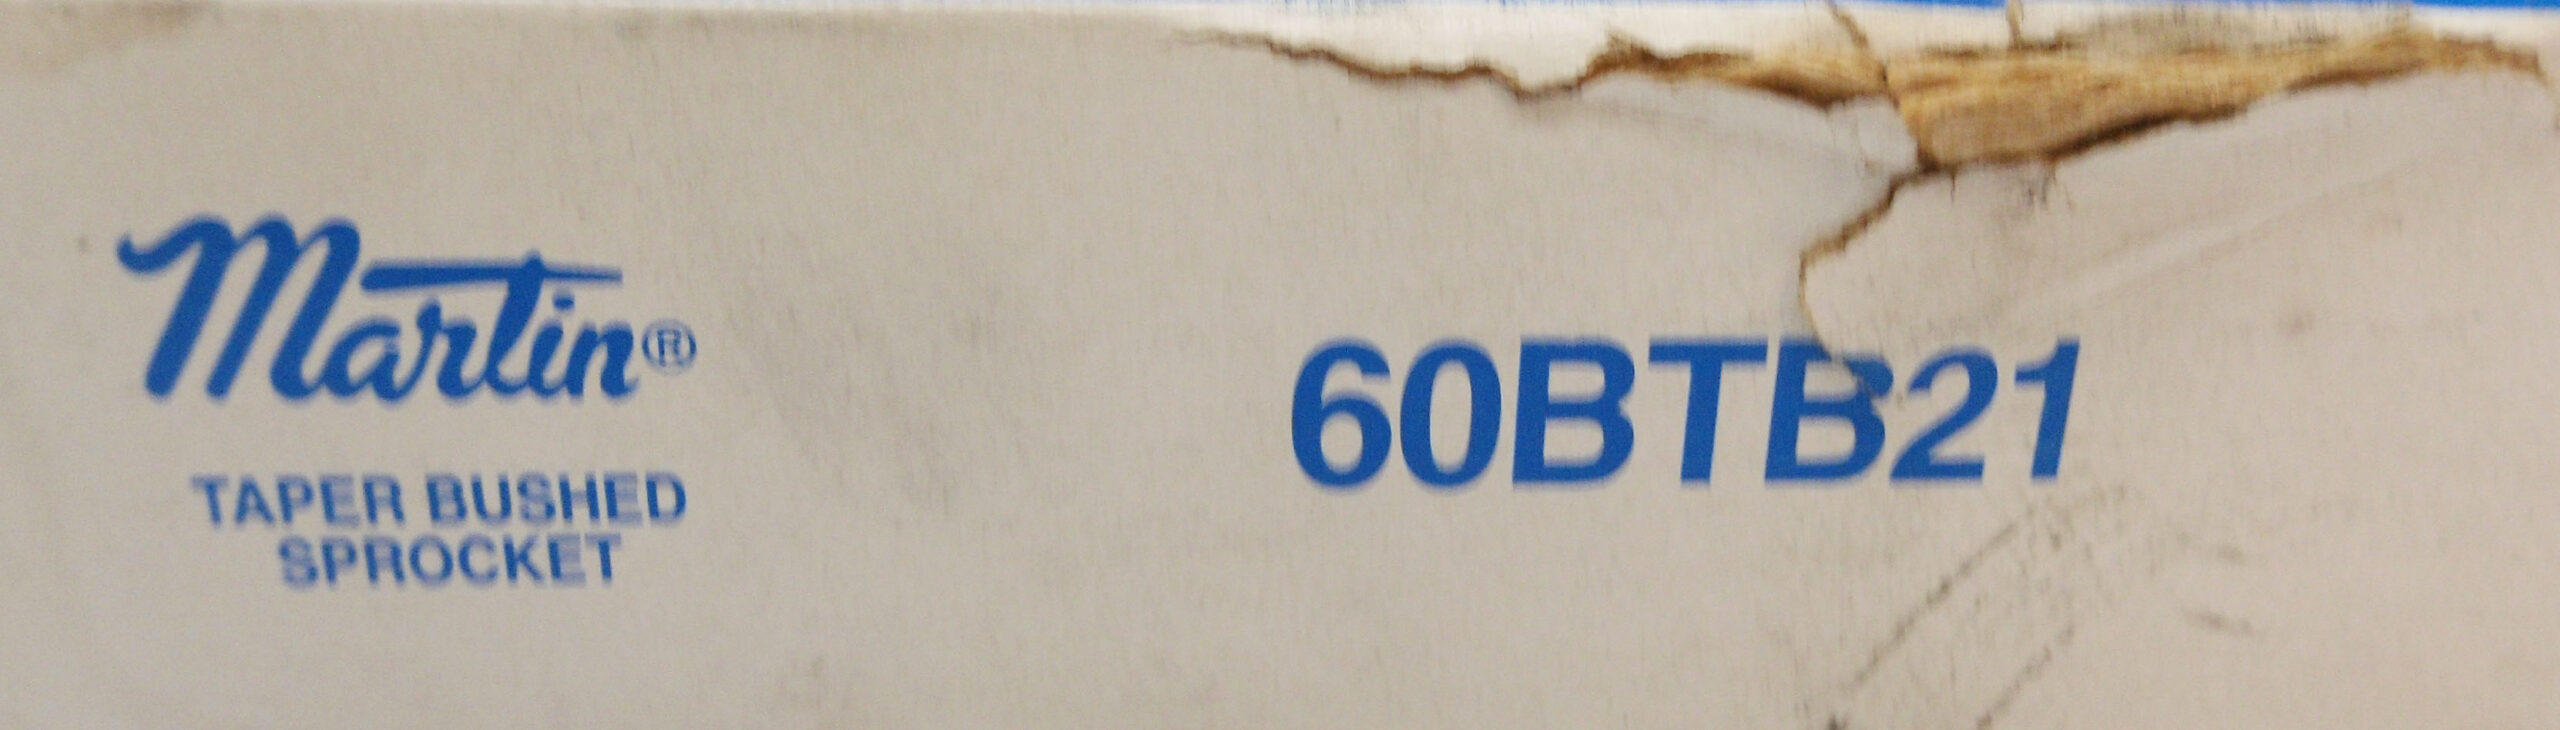 Martin®
TAPER BUSHED
SPROCKET
60BTB21